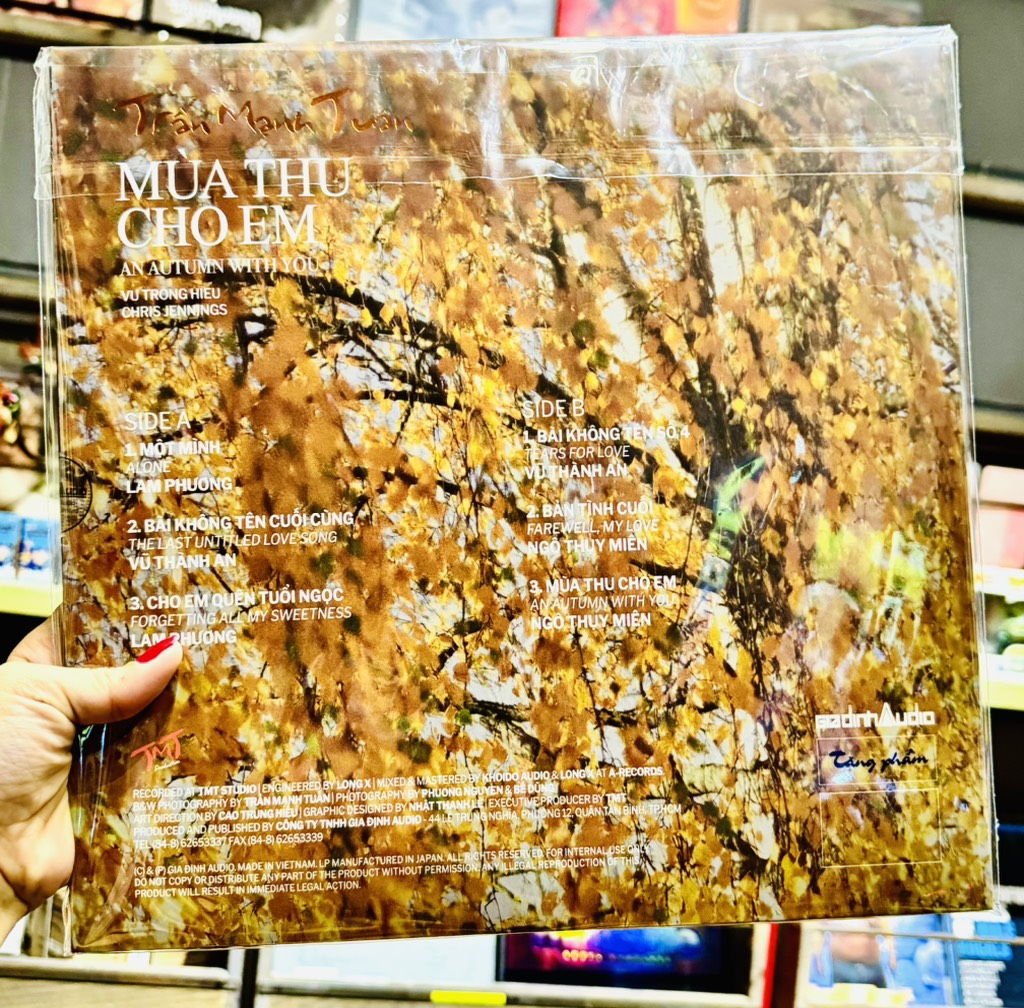 Trần Mạnh Tuấn
MÙA THU
CHO EM
AN AUTUMN WITH YOU
VŨ TRỌNG HIẾU
CHRIS JENNINGS
SIDE A
1. MỘT MÌNH
ALONE
LAM PHƯƠNG
2. BÀI KHÔNG TÊN CUỐI CÙNG
THE LAST UNTITLED LOVE SONG
VŨ THÀNH AN
3. CHO EM QUÊN TUỔI NGỌC
FORGETTING ALL MY SWEETNESS
LAM PHƯƠNG
SIDE B
1. BÀI KHÔNG TÊN SỐ 4
TEARS FOR LOVE
VŨ THÀNH AN
2. BẢN TÌNH CUỐI
FAREWELL, MY LOVE
NGÔ THỤY MIÊN
3. MÙA THU CHO EM
AN AUTUMN WITH YOU
NGÔ THỤY MIÊN
GiadinhAudio
Tặng phẩm
TMT
RECORDED AT TMT STUDIO | ENGINEERED BY LONG X | MIXED & MASTERED BY KHOIDO AUDIO & LONG X AT A-RECORDS.
B&W PHOTOGRAPHY BY TRẦN MẠNH TUẤN | PHOTOGRAPHY BY PHUONG NGUYEN & BÉ DŨNG
ART DIRECTION BY CAO TRUNG HIẾU | GRAPHIC DESIGNED BY NHẬT THANH LÊ | EXECUTIVE PRODUCER BY TMT
PRODUCED AND PUBLISHED BY CÔNG TY TNHH GIA ĐỊNH AUDIO - 44 LÊ TRUNG NGHĨA, PHƯỜNG 12, QUẬN TÂN BÌNH, TP.HCM
TEL(84-8) 62653337 FAX(84-8) 62653339
(C) & (P) GIA ĐỊNH AUDIO. MADE IN VIETNAM. LP MANUFACTURED IN JAPAN. ALL RIGHTS RESERVED. FOR INTERNAL USE ONLY.
DO NOT COPY OR DISTRIBUTE ANY PART OF THE PRODUCT WITHOUT PERMISSION. ANY ILLEGAL REPRODUCTION OF THIS
PRODUCT WILL RESULT IN IMMEDIATE LEGAL ACTION.